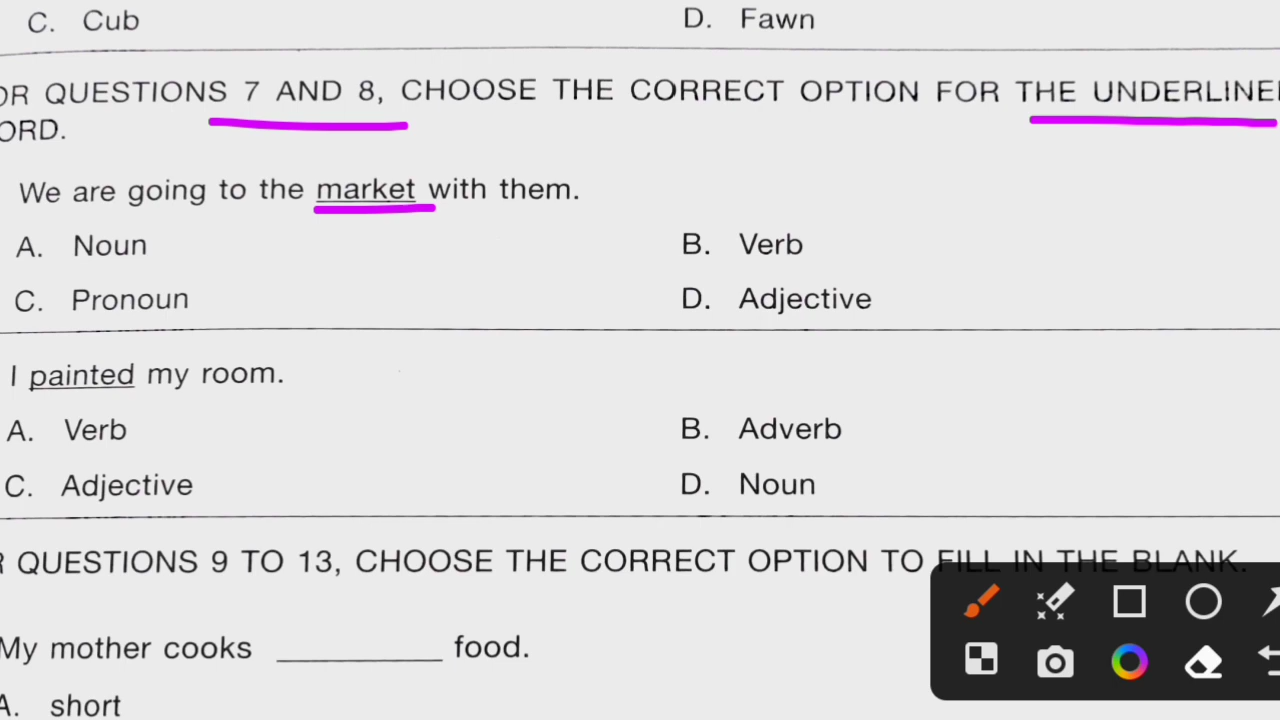 C. Cub D. Fawn
OR QUESTIONS 7 AND 8, CHOOSE THE CORRECT OPTION FOR THE UNDERLINE
ORD.
We are going to the market with them.
A. Noun B. Verb
C. Pronoun D. Adjective
I painted my room.
A. Verb B. Adverb
C. Adjective D. Noun
R QUESTIONS 9 TO 13, CHOOSE THE CORRECT OPTION TO FILL IN THE BLANK.
My mother cooks __________ food.
A. short